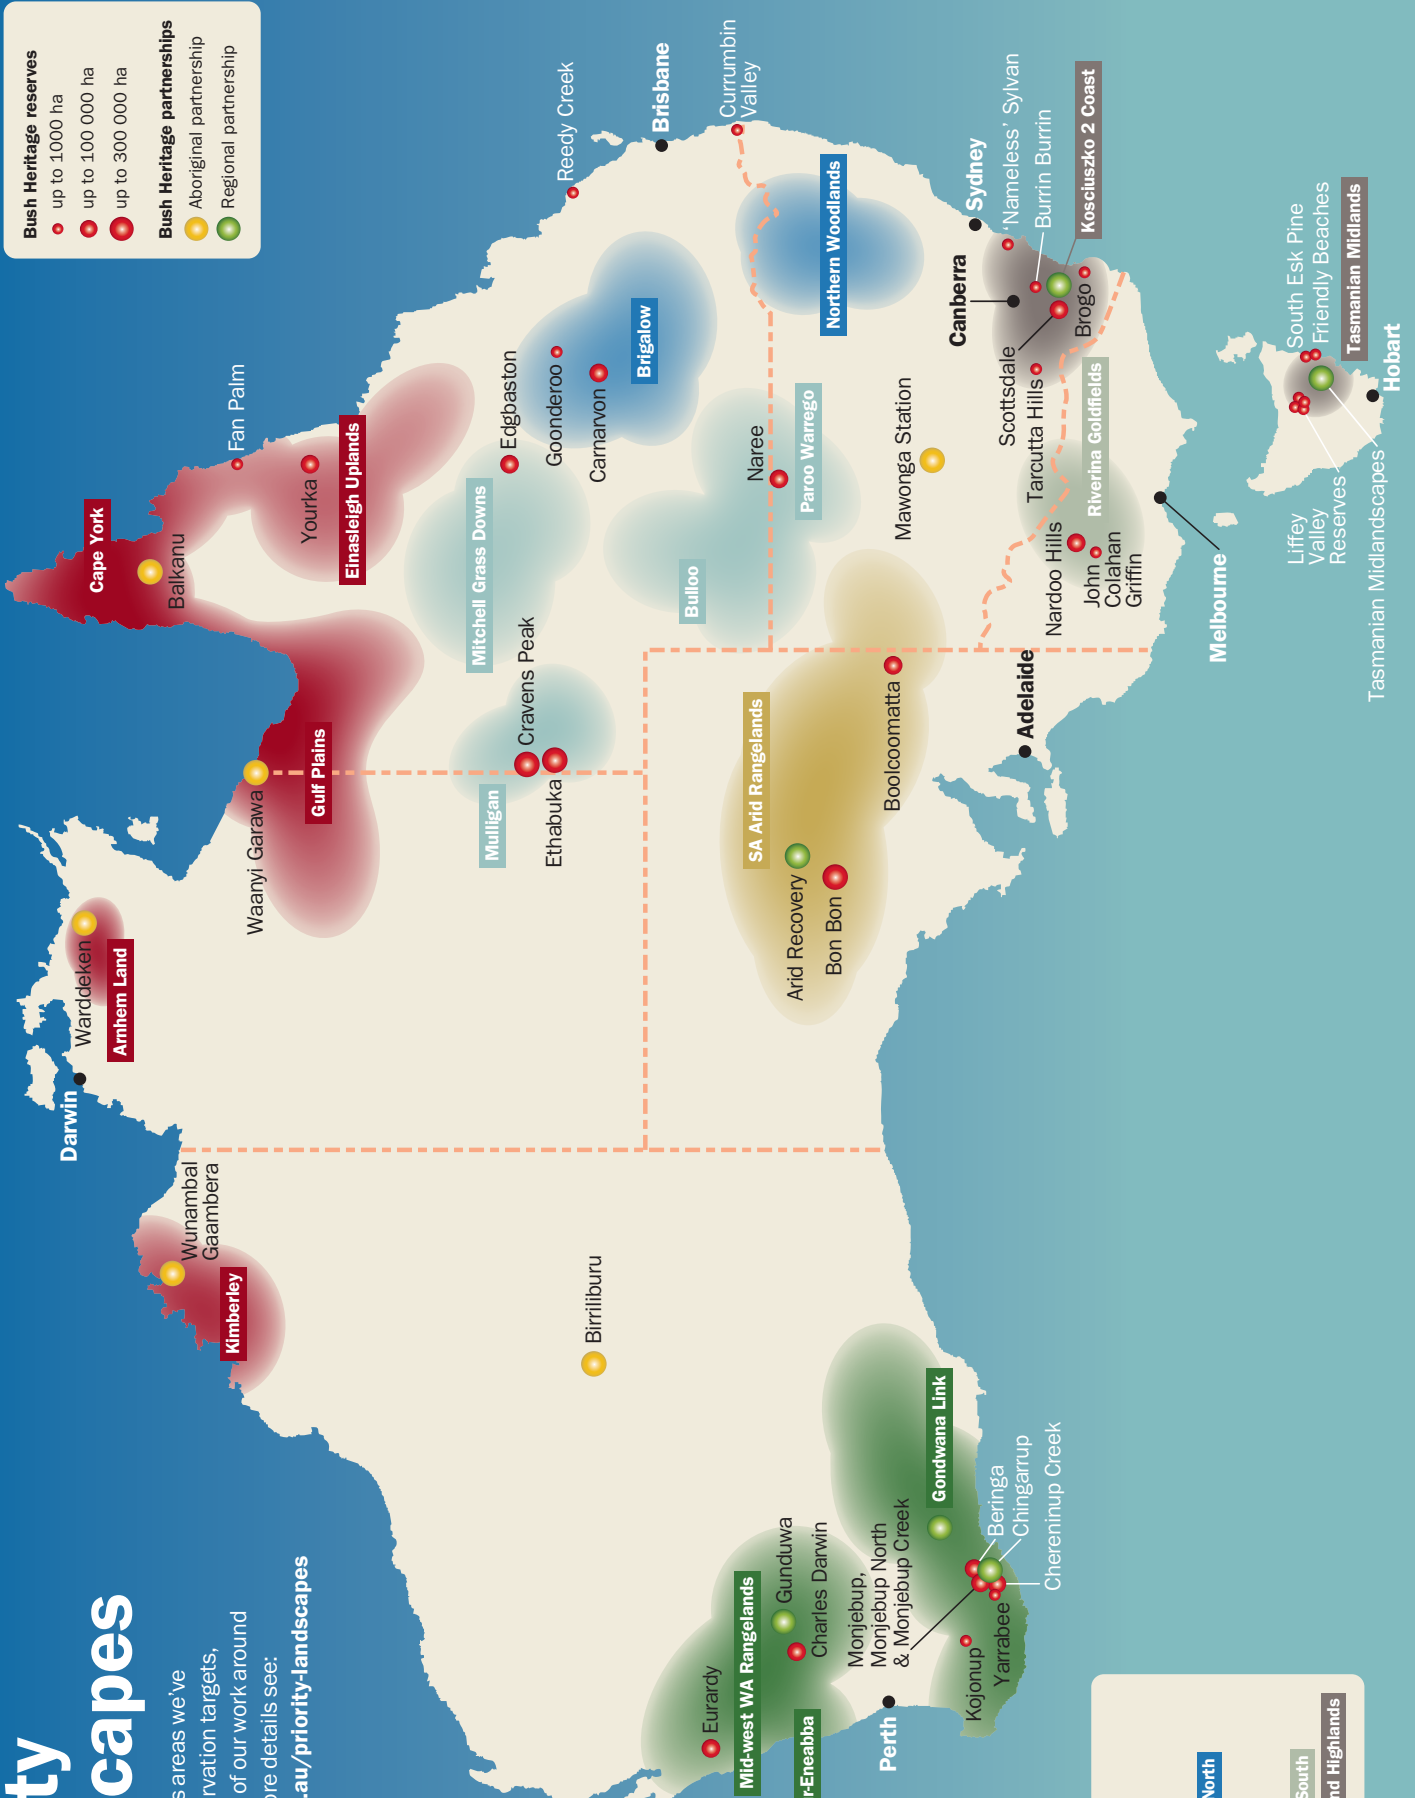 ty
capes
s areas we’ve
rvation targets,
of our work around
ore details see:
.au/priority-landscapes
Bush Heritage reserves
up to 1000 ha
up to 100 000 ha
up to 300 000 ha
Bush Heritage partnerships
Aboriginal partnership
Regional partnership
Darwin
Warddeken
Arnhem Land
Wunambal
Gaambera
Kimberley
Cape York
Balkanu
Fan Palm
Yourka
Einasleigh Uplands
Waanyi Garawa
Gulf Plains
Mitchell Grass Downs
Edgbaston
Reedy Creek
Goonderoo
Carnarvon
Brigalow
Brisbane
Currumbin
Valley
Cravens Peak
Mulligan
Ethabuka
Birriliburu
Bulloo
Naree
Paroo Warrego
Northern Woodlands
SA Arid Rangelands
Arid Recovery
Bon Bon
Boolcoomatta
Mawonga Station
Adelaide
Sydney
Canberra
‘Nameless’ Sylvan
Burrin Burrin
Kosciuszko 2 Coast
Brogo
Scottsdale
Tarcutta Hills
Riverina Goldfields
Nardoo Hills
John
Colahan
Griffin
Melbourne
South Esk Pine
Friendly Beaches
Tasmanian Midlands
Hobart
Liffey
Valley
Reserves
Tasmanian Midlandscapes
Eurardy
Mid-west WA Rangelands
r-Eneabba
Gunduwa
Charles Darwin
Perth
Monjebup,
Monjebup North
& Monjebup Creek
Gondwana Link
Beringa
Chingarrup
Chereninup Creek
Kojonup
Yarrabee
North
South
nd Highlands